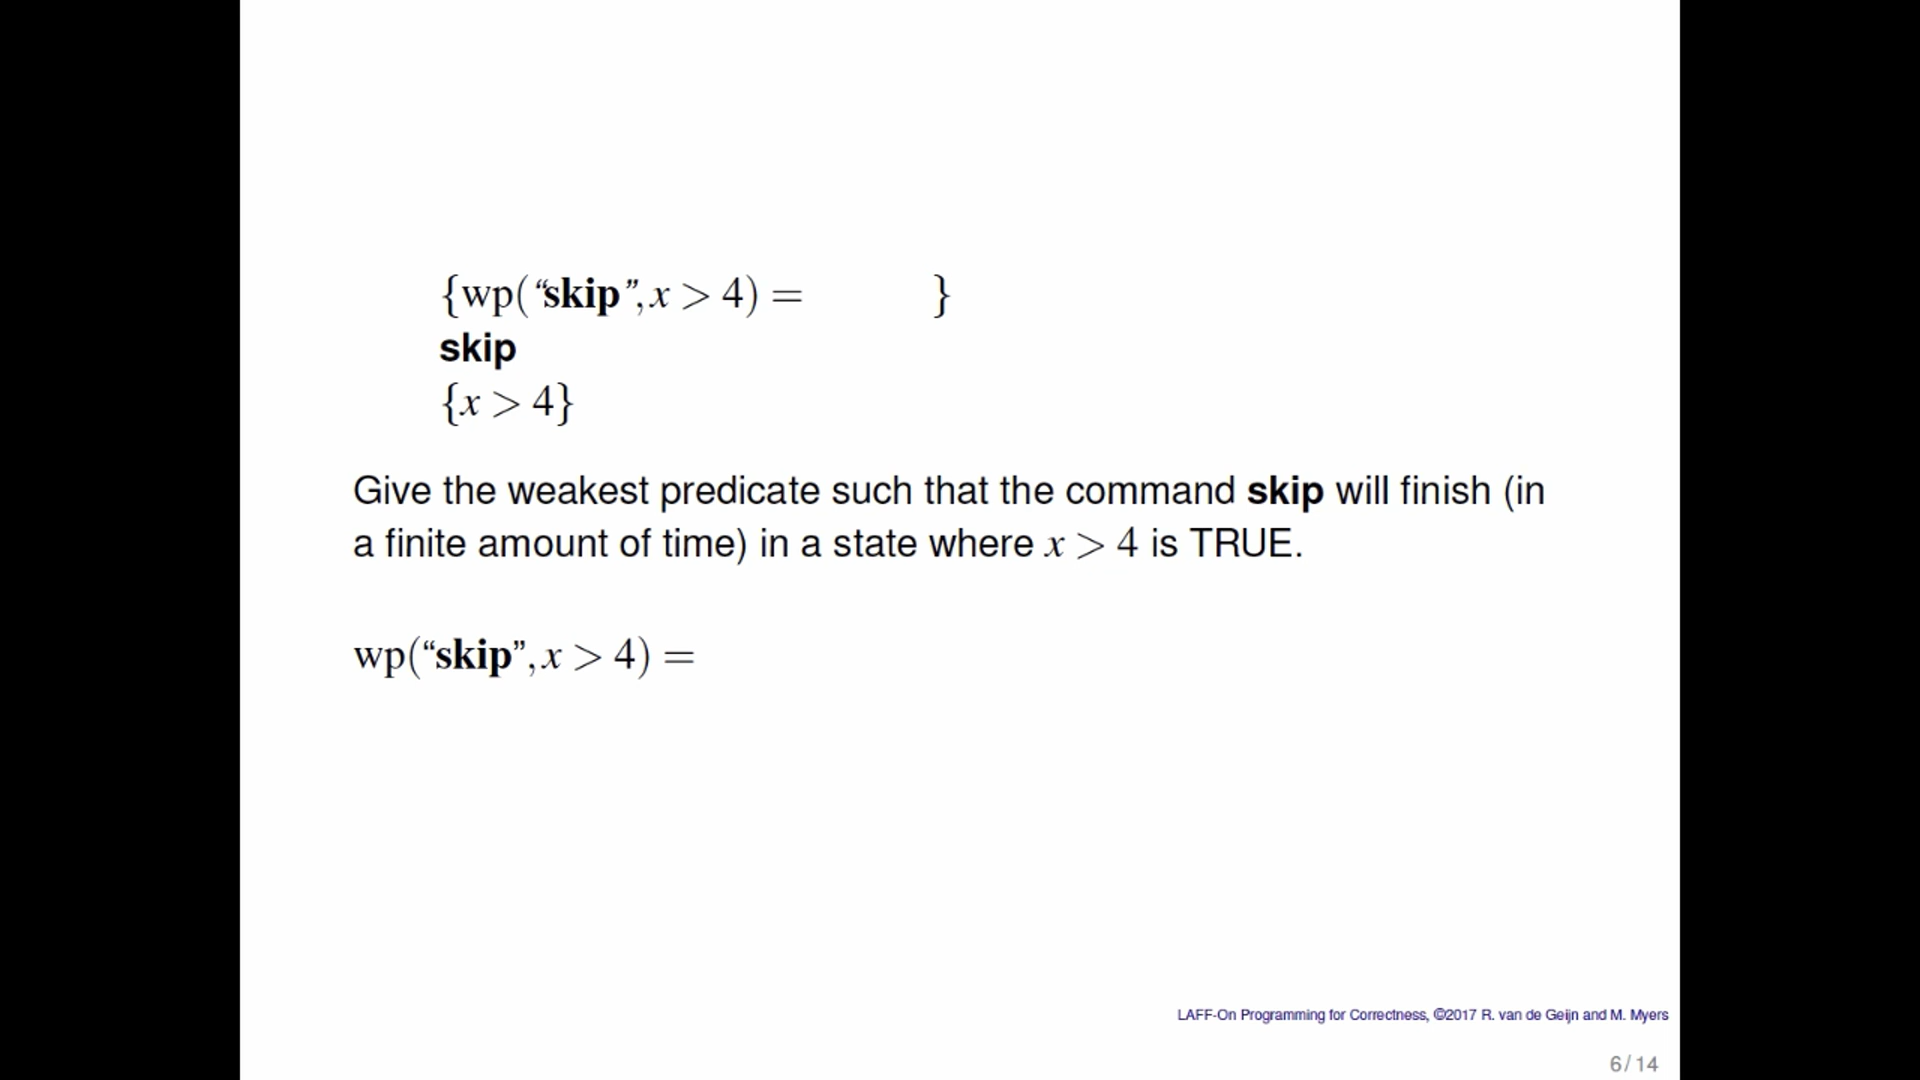 {wp(“skip”, x > 4) = }
skip
{x > 4}
Give the weakest predicate such that the command skip will finish (in
a finite amount of time) in a state where x > 4 is TRUE.
wp(“skip”, x > 4) =
LAFF-On Programming for Correctness, ©2017 R. van de Geijn and M. Myers
6/14